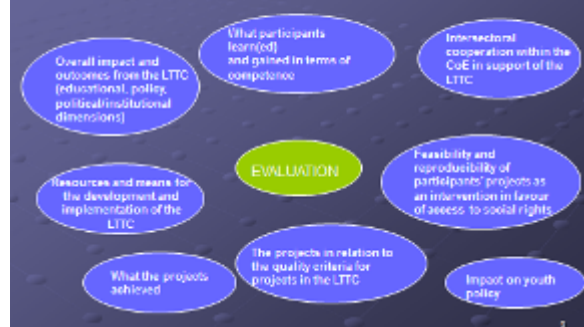 What participants
learn(ed)
and gained in terms of
competence
Intersectoral
cooperation within the
CoE in support of the
LTTC
Overall impact and
outcomes from the LTTC
(educational, policy,
political/institutional
dimensions)
EVALUATION
Feasibility and
reproducibility of
participants' projects as
an intervention in favour
of access to social rights
Resources and means for
the development and
implementation of the
LTTC
The projects in relation to
the quality criteria for
projects in the LTTC
What the projects
achieved
Impact on youth
policy